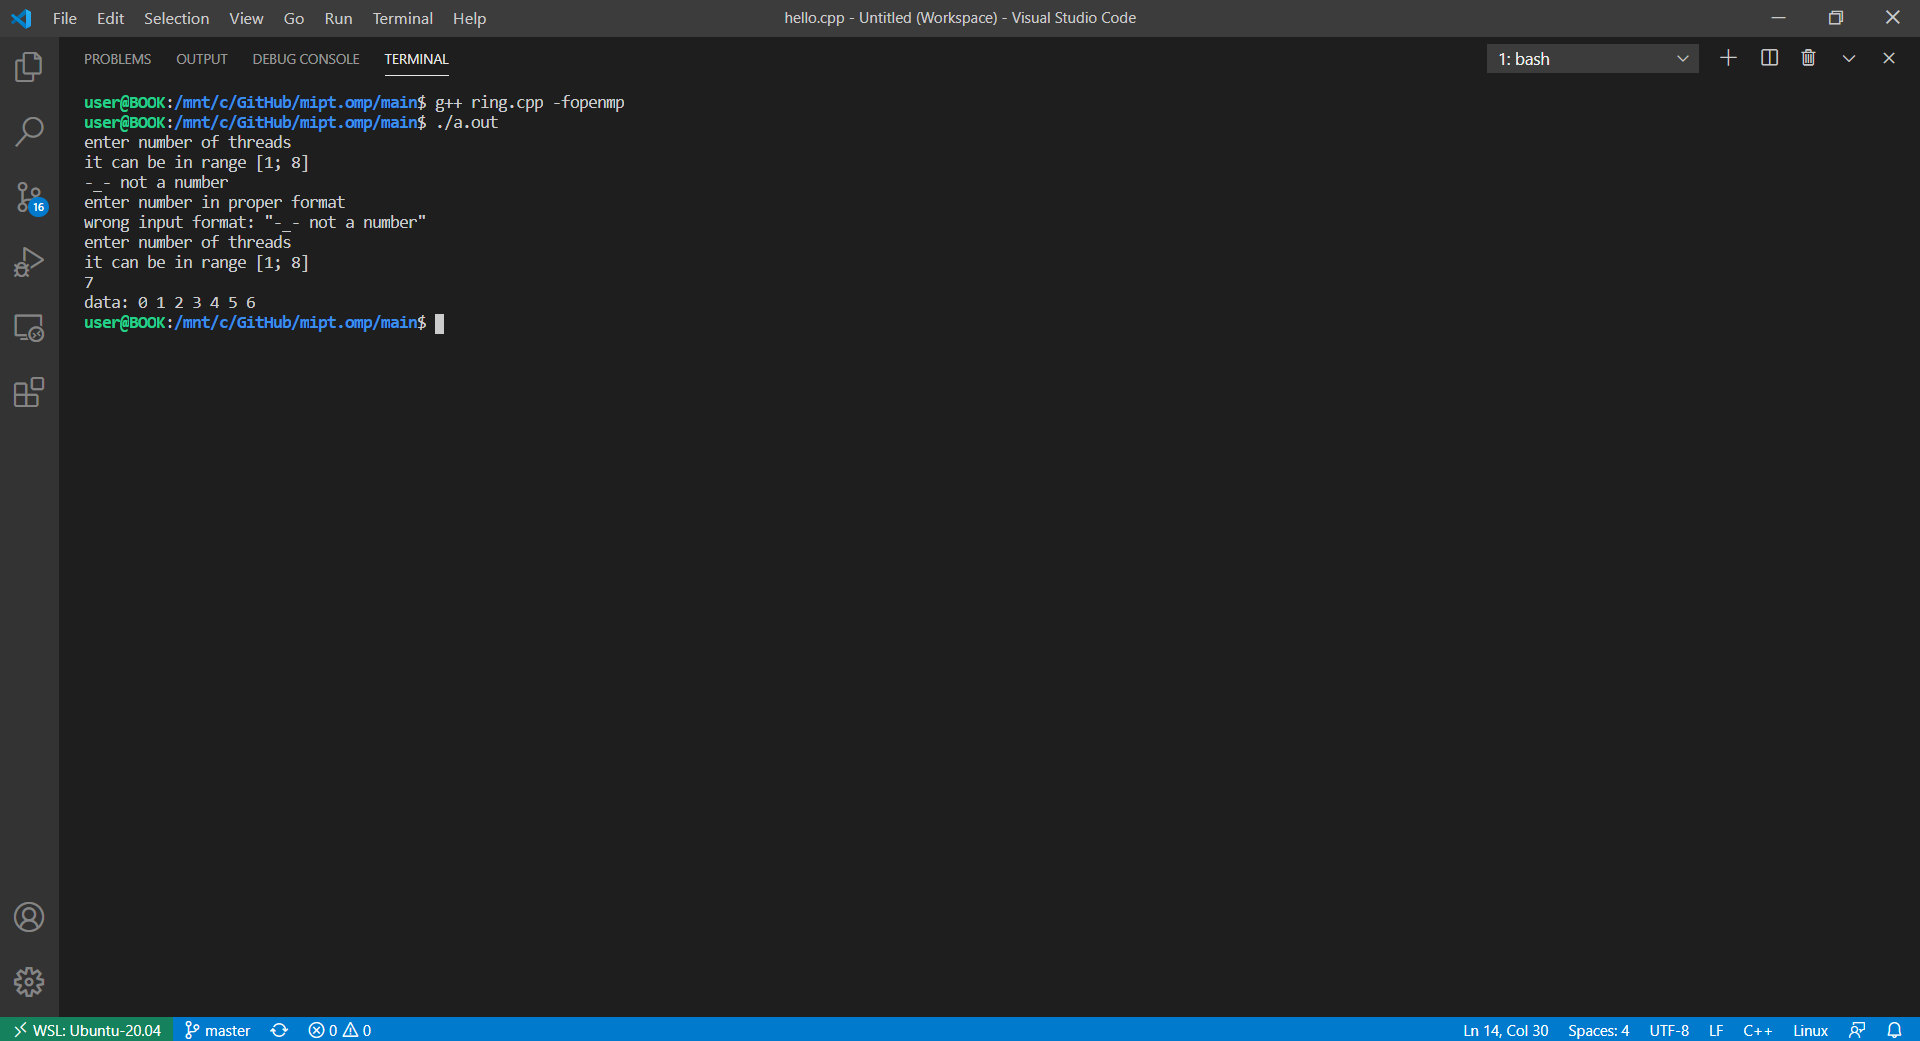 File Edit Selection View Go Run Terminal Help
hello.cpp - Untitled (Workspace) - Visual Studio Code
PROBLEMS OUTPUT DEBUG CONSOLE TERMINAL
1: bash
user@BOOK:/mnt/c/GitHub/mipt.omp/main$ g++ ring.cpp -fopenmp
user@BOOK:/mnt/c/GitHub/mipt.omp/main$ ./a.out
enter number of threads
it can be in range [1; 8]
-_- not a number
enter number in proper format
wrong input format: "-_- not a number"
enter number of threads
it can be in range [1; 8]
7
data: 0 1 2 3 4 5 6
user@BOOK:/mnt/c/GitHub/mipt.omp/main$
16
WSL: Ubuntu-20.04 master 0 0
Ln 14, Col 30 Spaces: 4 UTF-8 LF C++ Linux